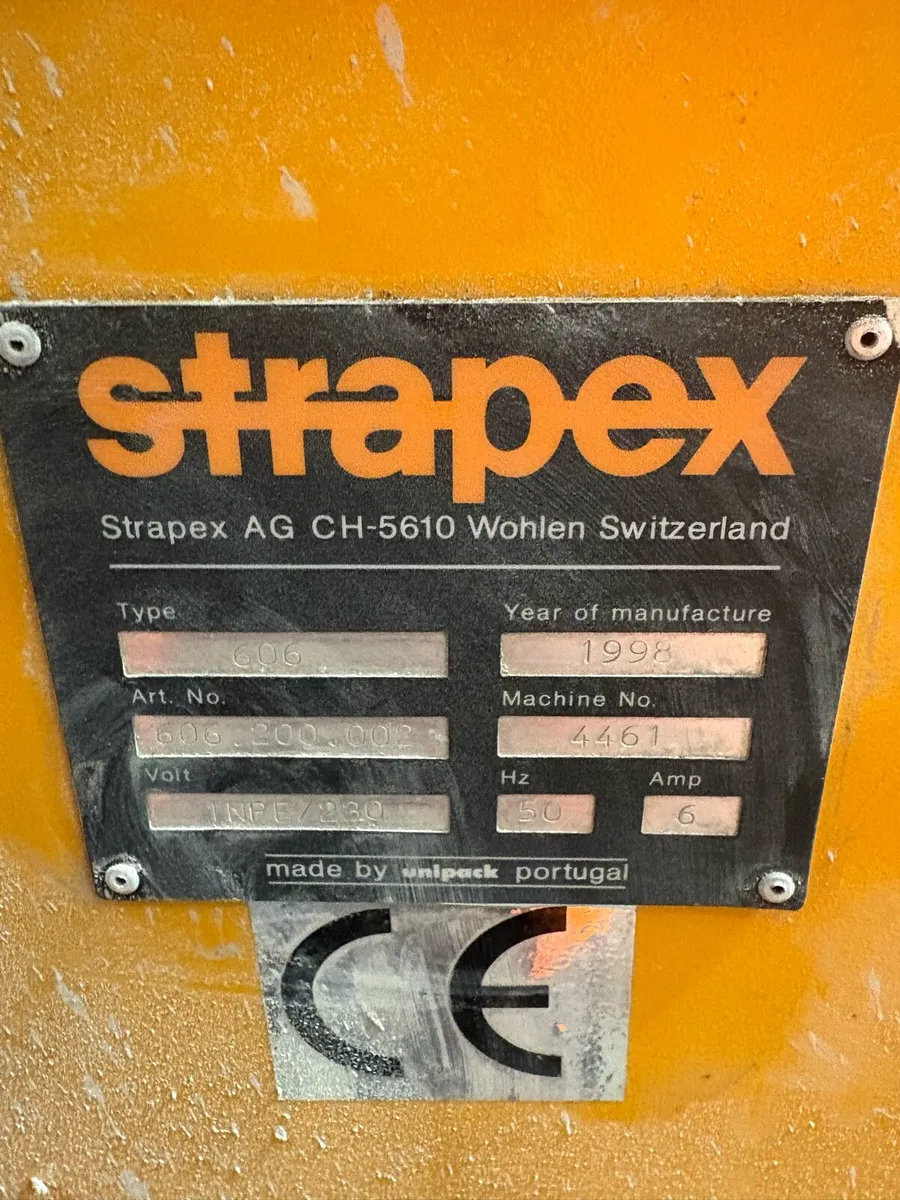 strapex
Strapex AG CH-5610 Wohlen Switzerland
Type Year of manufacture
606 1998
Art. No. Machine No.
606.200.002 4461
Volt Hz Amp
1NPE/230 50 6
made by unipack portugal
CE